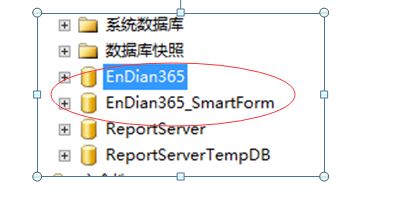 系统数据库
数据库快照
EnDian365
EnDian365_SmartForm
ReportServer
ReportServerTempDB